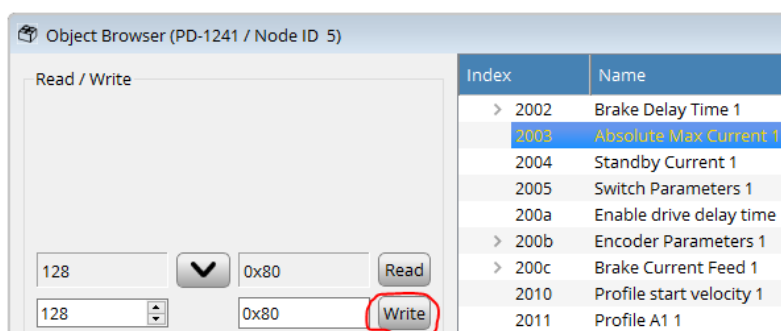 Object Browser (PD-1241 / Node ID 5)
Read / Write
128 0x80 Read
128 0x80 Write
Index Name
2002 Brake Delay Time 1
2003 Absolute Max Current 1
2004 Standby Current 1
2005 Switch Parameters 1
200a Enable drive delay time
200b Encoder Parameters 1
200c Brake Current Feed 1
2010 Profile start velocity 1
2011 Profile A1 1